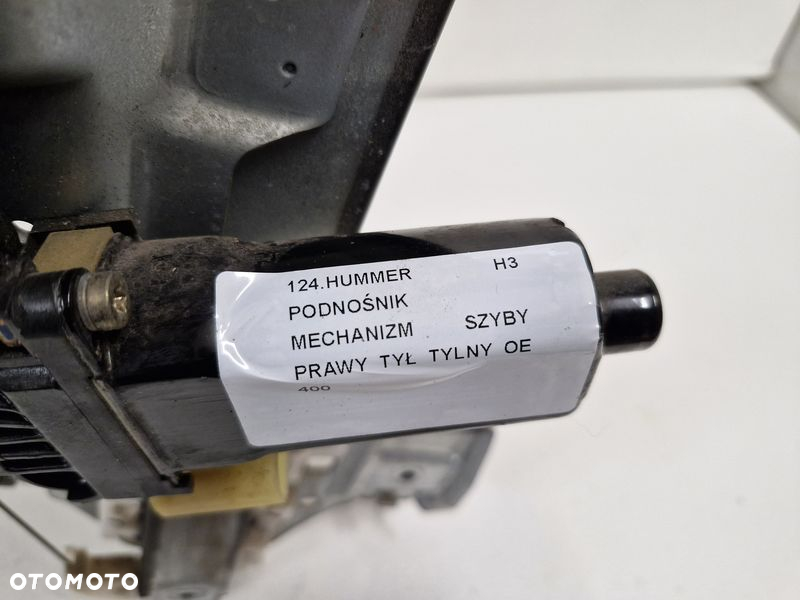 124.HUMMER H3
PODNOŚNIK
MECHANIZM SZYBY
PRAWY TYŁ TYLNY OE
400
OTOMOTO